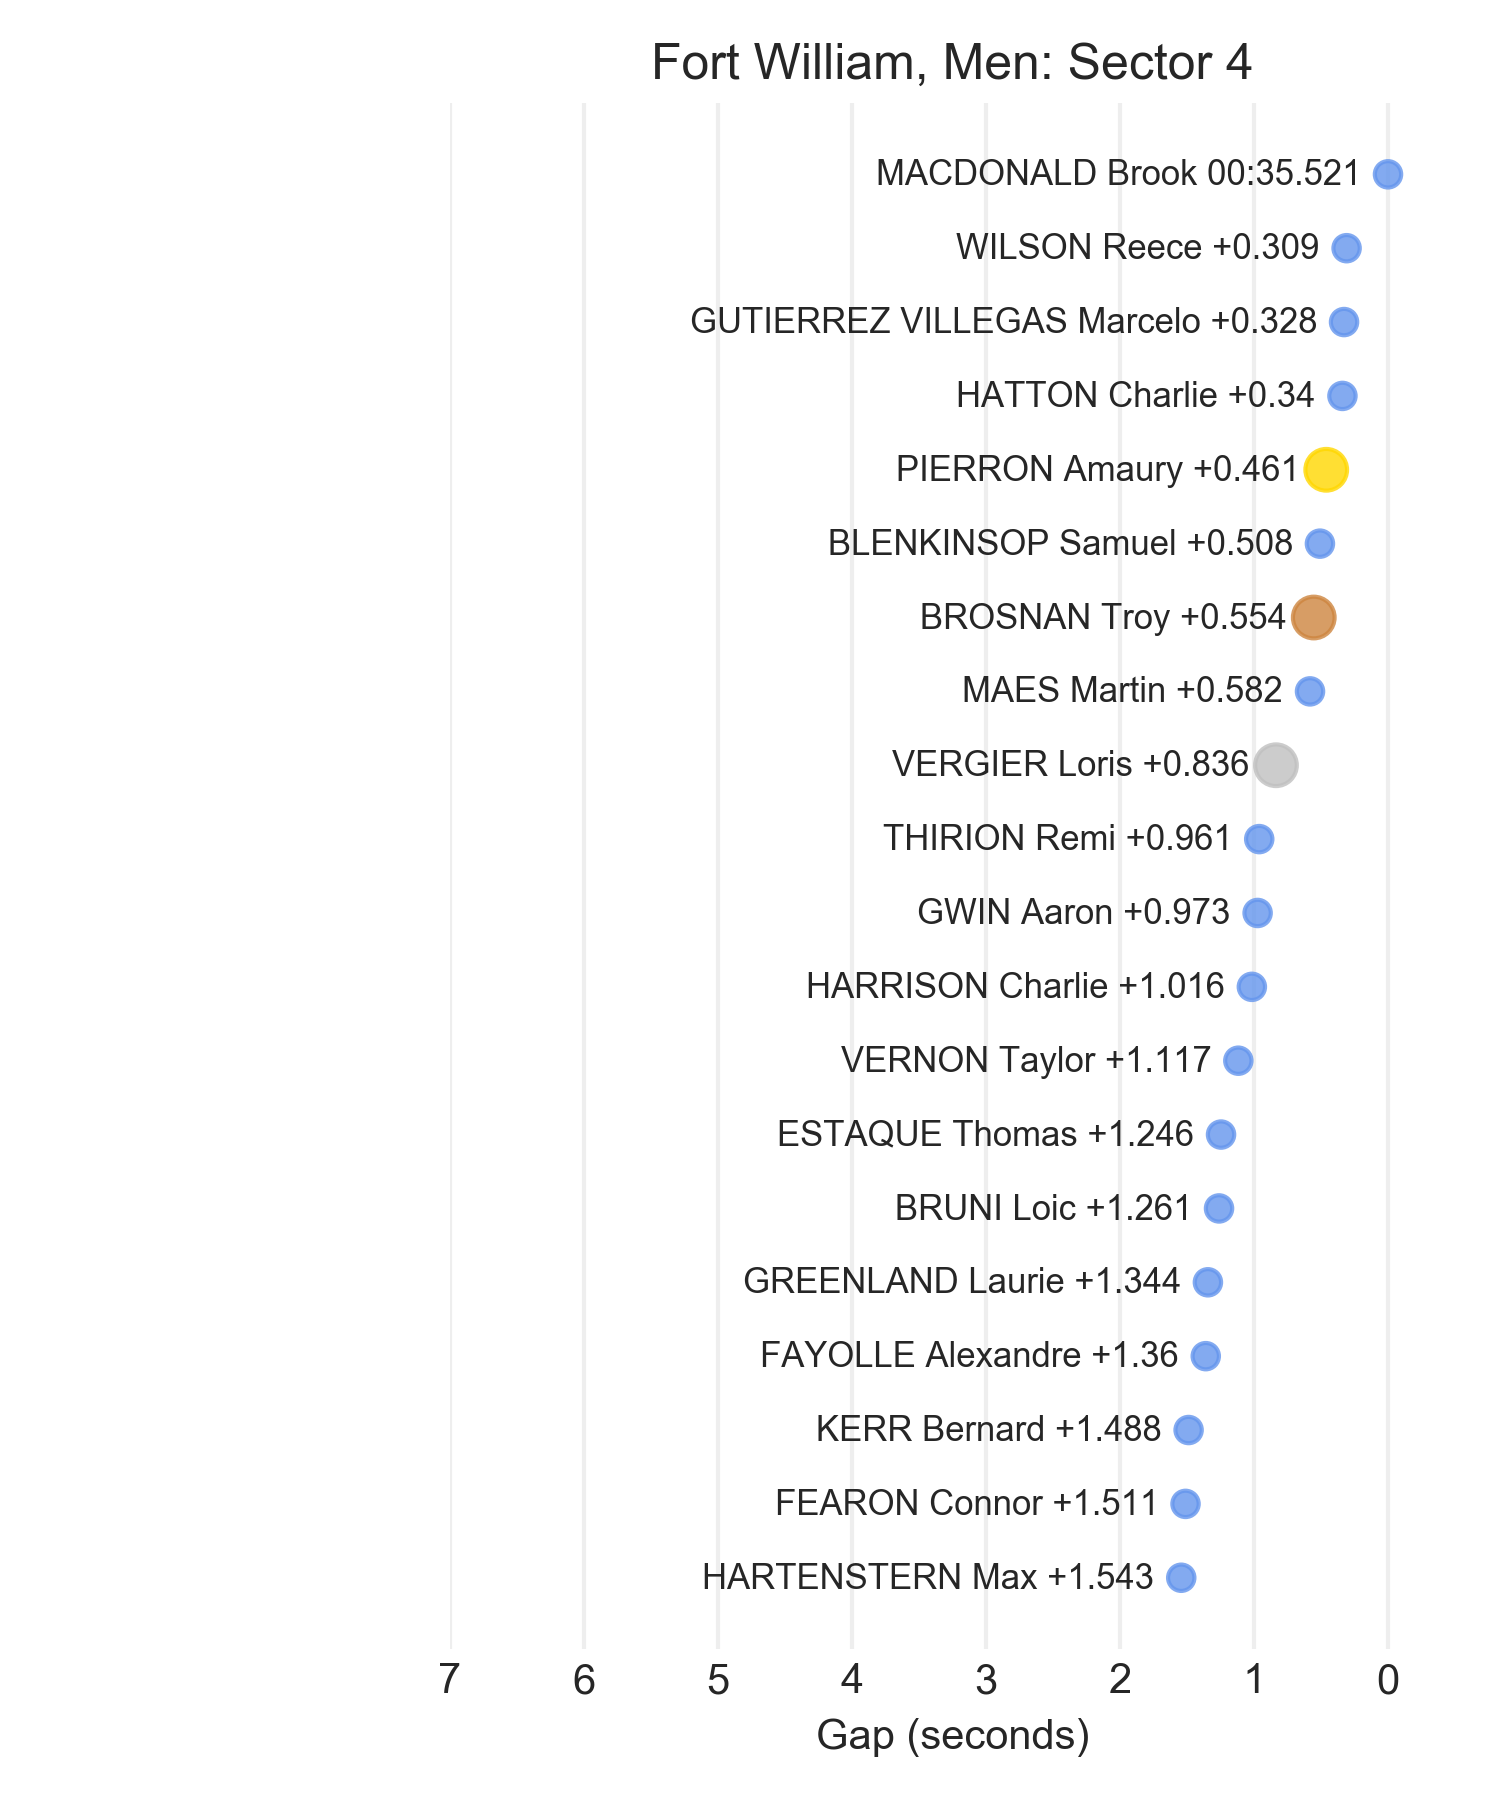 Fort William, Men: Sector 4
MACDONALD Brook 00:35.521
WILSON Reece +0.309
GUTIERREZ VILLEGAS Marcelo +0.328
HATTON Charlie +0.34
PIERRON Amaury +0.461
BLENKINSOP Samuel +0.508
BROSNAN Troy +0.554
MAES Martin +0.582
VERGIER Loris +0.836
THIRION Remi +0.961
GWIN Aaron +0.973
HARRISON Charlie +1.016
VERNON Taylor +1.117
ESTAQUE Thomas +1.246
BRUNI Loic +1.261
GREENLAND Laurie +1.344
FAYOLLE Alexandre +1.36
KERR Bernard +1.488
FEARON Connor +1.511
HARTENSTERN Max +1.543
7 6 5 4 3 2 1 0
Gap (seconds)